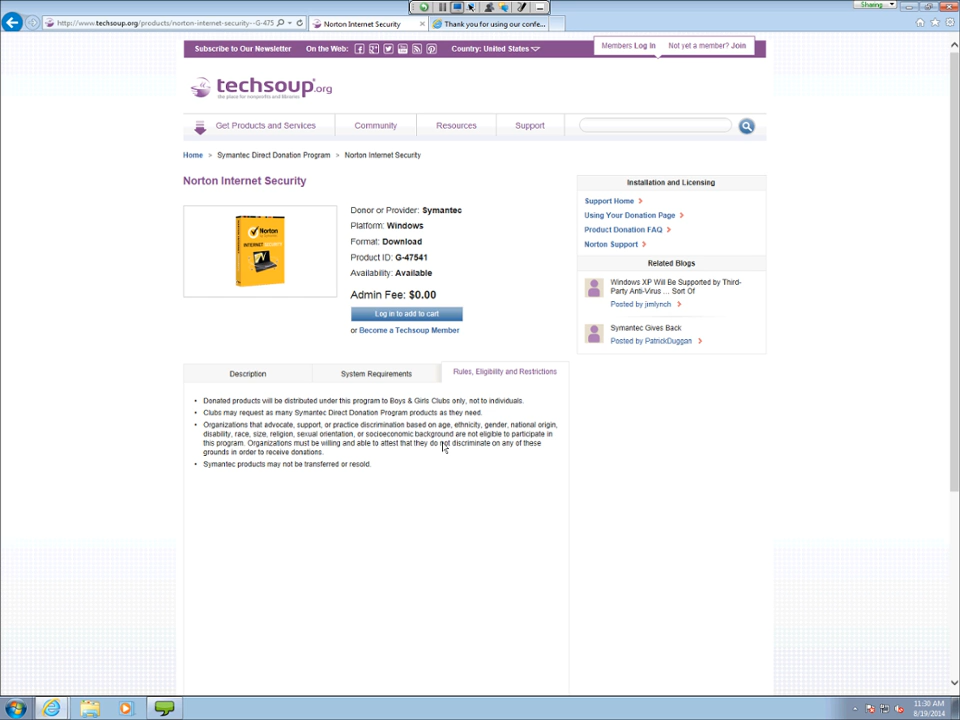 Sharing...
http://www.techsoup.org/products/norton-internet-security--G-475
Norton Internet Security
Thank you for using our confe...
Subscribe to Our Newsletter
On the Web:
Country: United States
Members Log In
Not yet a member? Join
techsoup.org
the place for nonprofits and libraries
Get Products and Services
Community
Resources
Support
Home > Symantec Direct Donation Program > Norton Internet Security
Norton Internet Security
Norton
INTERNET SECURITY
Donor or Provider: Symantec
Platform: Windows
Format: Download
Product ID: G-47541
Availability: Available
Admin Fee: $0.00
Log in to add to cart
or Become a Techsoup Member
Installation and Licensing
Support Home
Using Your Donation Page
Product Donation FAQ
Norton Support
Related Blogs
Windows XP Will Be Supported by Third-
Party Anti-Virus ... Sort Of
Posted by jimlynch
Symantec Gives Back
Posted by PatrickDuggan
Description
System Requirements
Rules, Eligibility and Restrictions
• Donated products will be distributed under this program to Boys & Girls Clubs only, not to individuals.
• Clubs may request as many Symantec Direct Donation Program products as they need.
• Organizations that advocate, support, or practice discrimination based on age, ethnicity, gender, national origin,
disability, race, size, religion, sexual orientation, or socioeconomic background are not eligible to participate in
this program. Organizations must be willing and able to attest that they do not discriminate on any of these
grounds in order to receive donations.
• Symantec products may not be transferred or resold.
11:30 AM
8/19/2014